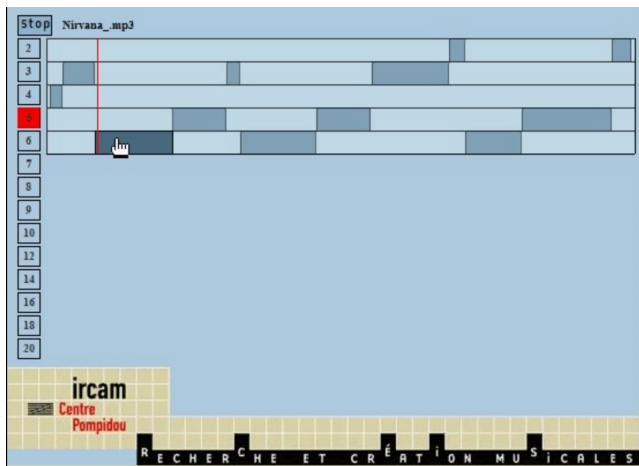 Stop Nirvana_.mp3
2
3
4
5
6
7
8
9
10
12
14
16
18
20
ircam
Centre
Pompidou
RECHERCHE ET CRÉATION MUSiCALES